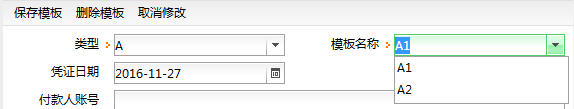 保存模板 删除模板 取消修改
类型 A 模板名称 A1
A1
凭证日期 2016-11-27
A2
付款人账号